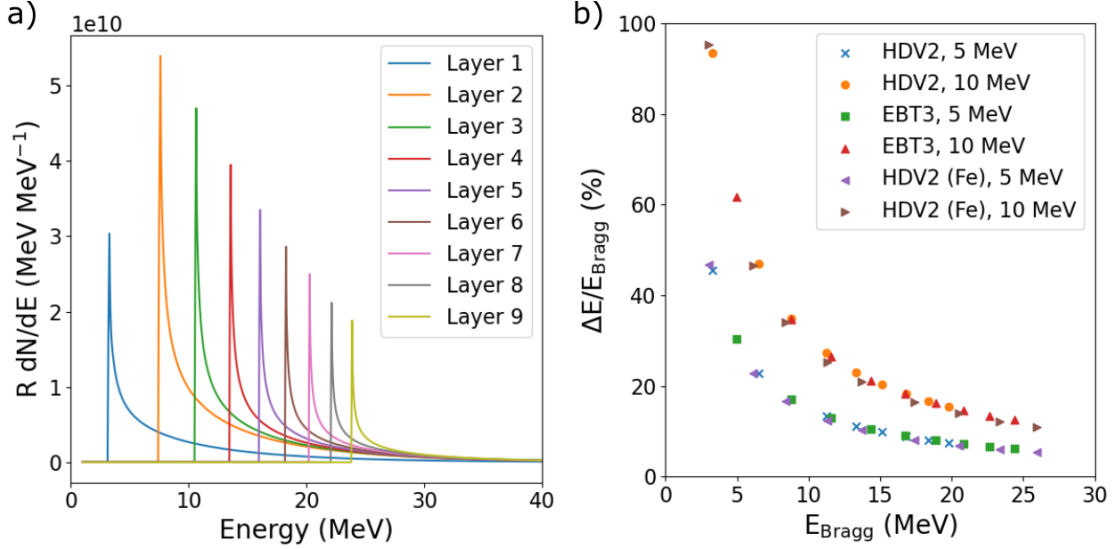 a)
1e10
R dN/dE (MeV MeV⁻¹)
5
4
3
2
1
0
0 10 20 30 40
Energy (MeV)
Layer 1
Layer 2
Layer 3
Layer 4
Layer 5
Layer 6
Layer 7
Layer 8
Layer 9
b)
ΔE/E_Bragg (%)
100
80
60
40
20
0
0 5 10 15 20 25 30
E_Bragg (MeV)
HDV2, 5 MeV
HDV2, 10 MeV
EBT3, 5 MeV
EBT3, 10 MeV
HDV2 (Fe), 5 MeV
HDV2 (Fe), 10 MeV